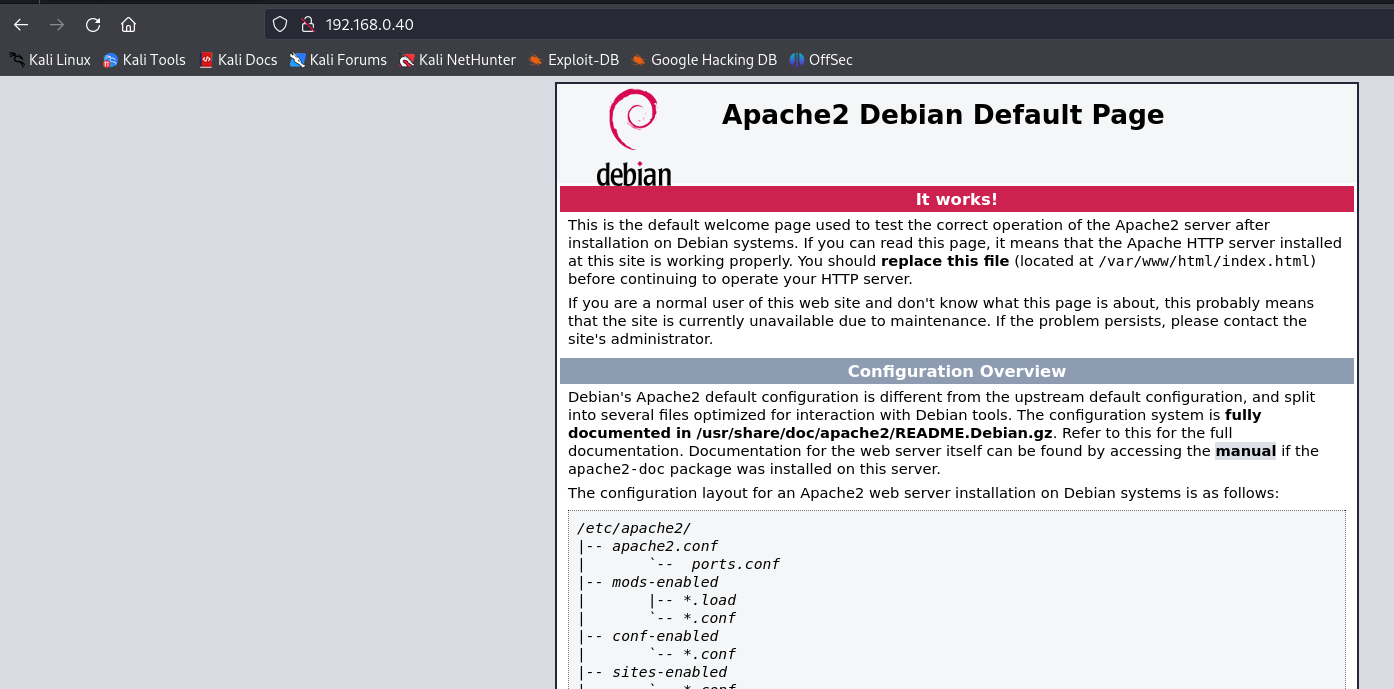 192.168.0.40
Kali Linux Kali Tools Kali Docs Kali Forums Kali NetHunter Exploit-DB Google Hacking DB OffSec
debian
Apache2 Debian Default Page
It works!
This is the default welcome page used to test the correct operation of the Apache2 server after
installation on Debian systems. If you can read this page, it means that the Apache HTTP server installed
at this site is working properly. You should replace this file (located at /var/www/html/index.html)
before continuing to operate your HTTP server.
If you are a normal user of this web site and don't know what this page is about, this probably means
that the site is currently unavailable due to maintenance. If the problem persists, please contact the
site's administrator.
Configuration Overview
Debian's Apache2 default configuration is different from the upstream default configuration, and split
into several files optimized for interaction with Debian tools. The configuration system is fully
documented in /usr/share/doc/apache2/README.Debian.gz. Refer to this for the full
documentation. Documentation for the web server itself can be found by accessing the manual if the
apache2-doc package was installed on this server.
The configuration layout for an Apache2 web server installation on Debian systems is as follows:
/etc/apache2/
|-- apache2.conf
|       `--  ports.conf
|-- mods-enabled
|       |-- *.load
|       `-- *.conf
|-- conf-enabled
|       `-- *.conf
|-- sites-enabled
|       `-- *.conf